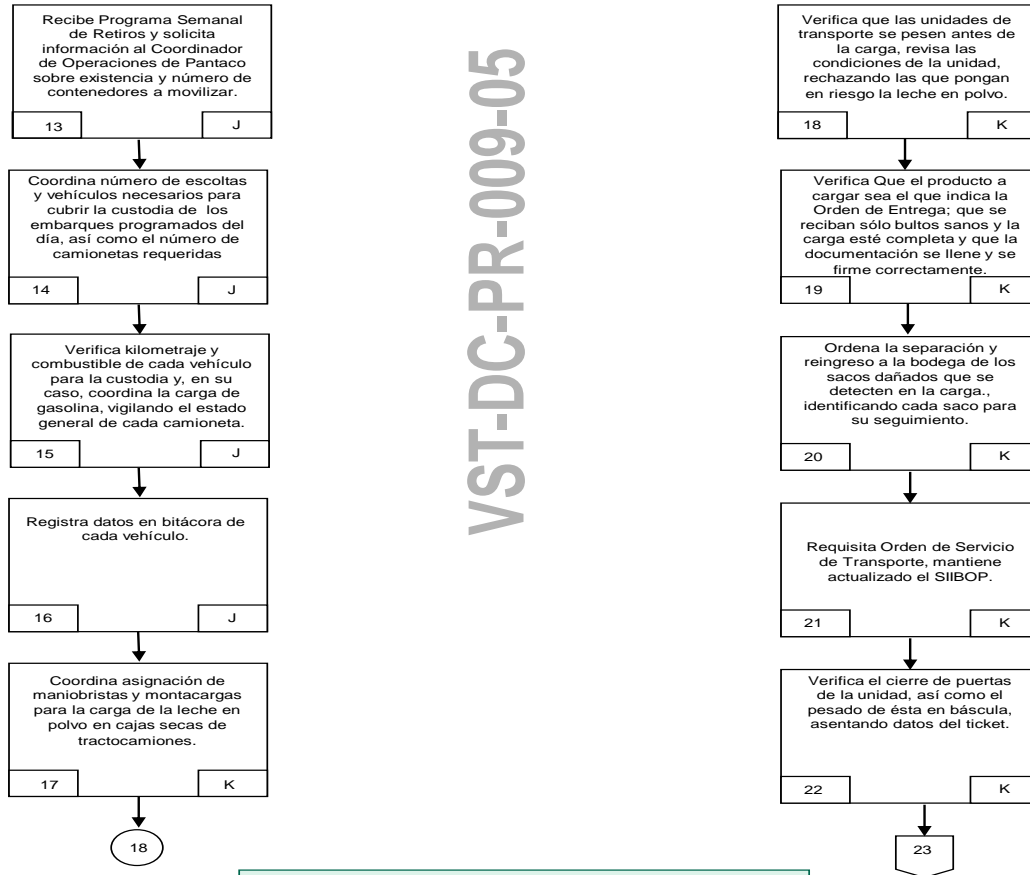 Recibe Programa Semanal
de Retiros y solicita
información al Coordinador
de Operaciones de Pantaco
sobre existencia y número de
contenedores a movilizar.
13
J
Coordina número de escoltas
y vehículos necesarios para
cubrir la custodia de los
embarques programados del
día, así como el número de
camionetas requeridas
14
J
Verifica kilometraje y
combustible de cada vehículo
para la custodia y, en su
caso, coordina la carga de
gasolina, vigilando el estado
general de cada camioneta.
15
J
Registra datos en bitácora de
cada vehículo.
16
J
Coordina asignación de
maniobristas y montacargas
para la carga de la leche en
polvo en cajas secas de
tractocamiones.
17
K
18
VST-DC-PR-009-05
Verifica que las unidades de
transporte se pesen antes de
la carga, revisa las
condiciones de la unidad,
rechazando las que pongan
en riesgo la leche en polvo.
18
K
Verifica Que el producto a
cargar sea el que indica la
Orden de Entrega; que se
reciban sólo bultos sanos y la
carga esté completa y que la
documentación se llene y se
firme correctamente.
19
K
Ordena la separación y
reingreso a la bodega de los
sacos dañados que se
detecten en la carga.,
identificando cada saco para
su seguimiento.
20
K
Requisita Orden de Servicio
de Transporte, mantiene
actualizado el SIIBOP.
21
K
Verifica el cierre de puertas
de la unidad, así como el
pesado de ésta en báscula,
asentando datos del ticket.
22
K
23